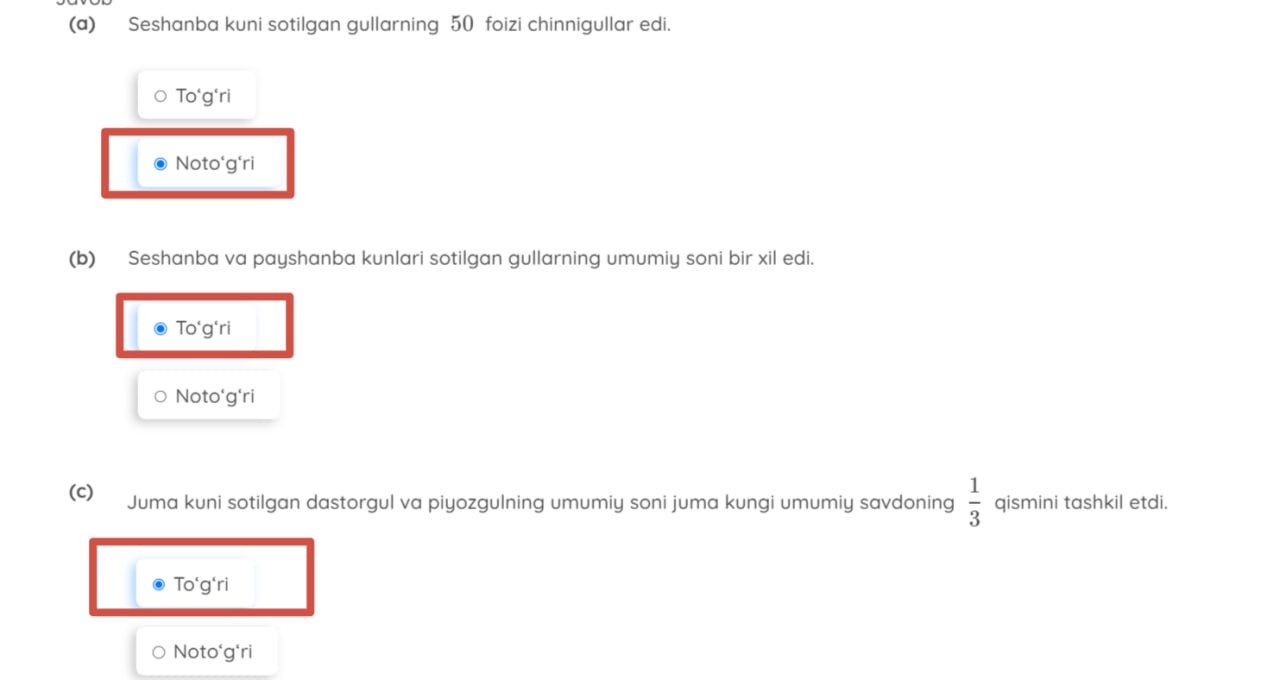 (a) Seshanba kuni sotilgan gullarning 50 foizi chinnigullar edi.
To‘g‘ri
Noto‘g‘ri
(b) Seshanba va payshanba kunlari sotilgan gullarning umumiy soni bir xil edi.
To‘g‘ri
Noto‘g‘ri
(c) Juma kuni sotilgan dastorgul va piyozgulning umumiy soni juma kungi umumiy savdoning 1/3 qismini tashkil etdi.
To‘g‘ri
Noto‘g‘ri